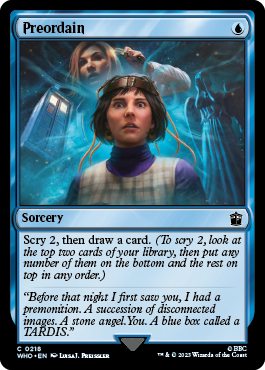 Preordain
Sorcery
Scry 2, then draw a card. (To scry 2, look
at the top two cards of your library, then put any
number of them on the bottom and the rest on
top in any order.)
"Before that night I first saw you, I had a
premonition. A succession of disconnected
images. A stone angel. You. A blue box called a
TARDIS."
C 0218
WHO • EN Luisa J. Preissler
© BBC
™ & © 2023 Wizards of the Coast